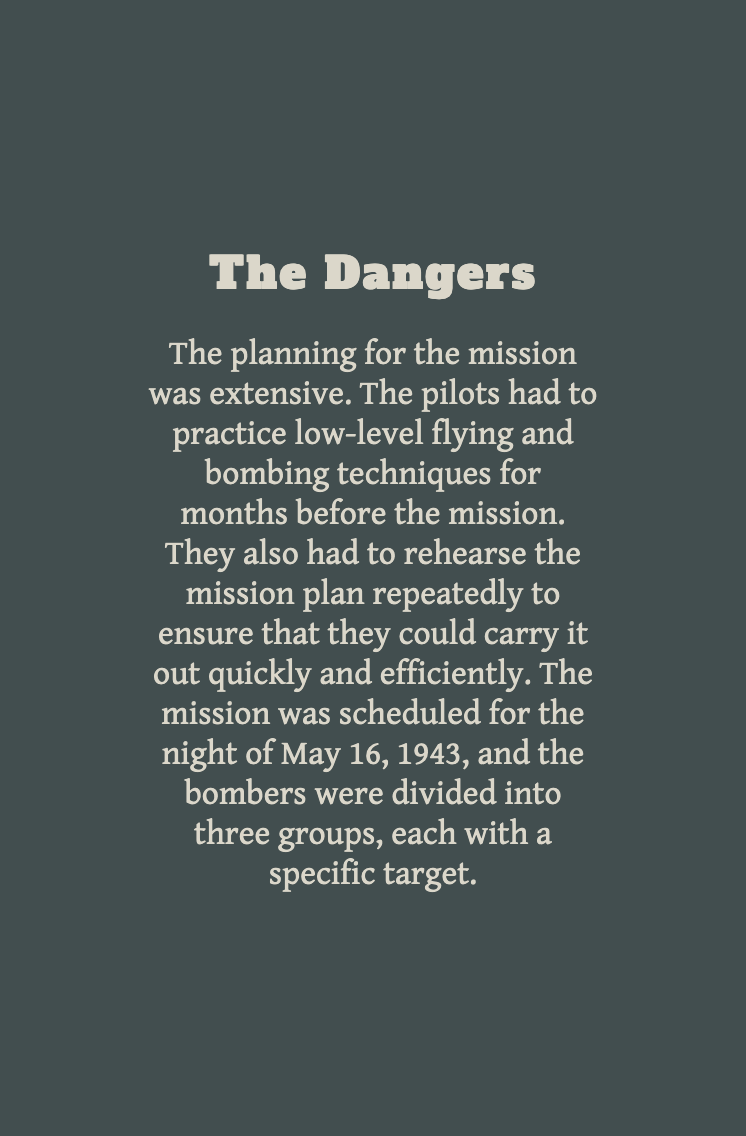 The Dangers
The planning for the mission
was extensive. The pilots had to
practice low-level flying and
bombing techniques for
months before the mission.
They also had to rehearse the
mission plan repeatedly to
ensure that they could carry it
out quickly and efficiently. The
mission was scheduled for the
night of May 16, 1943, and the
bombers were divided into
three groups, each with a
specific target.